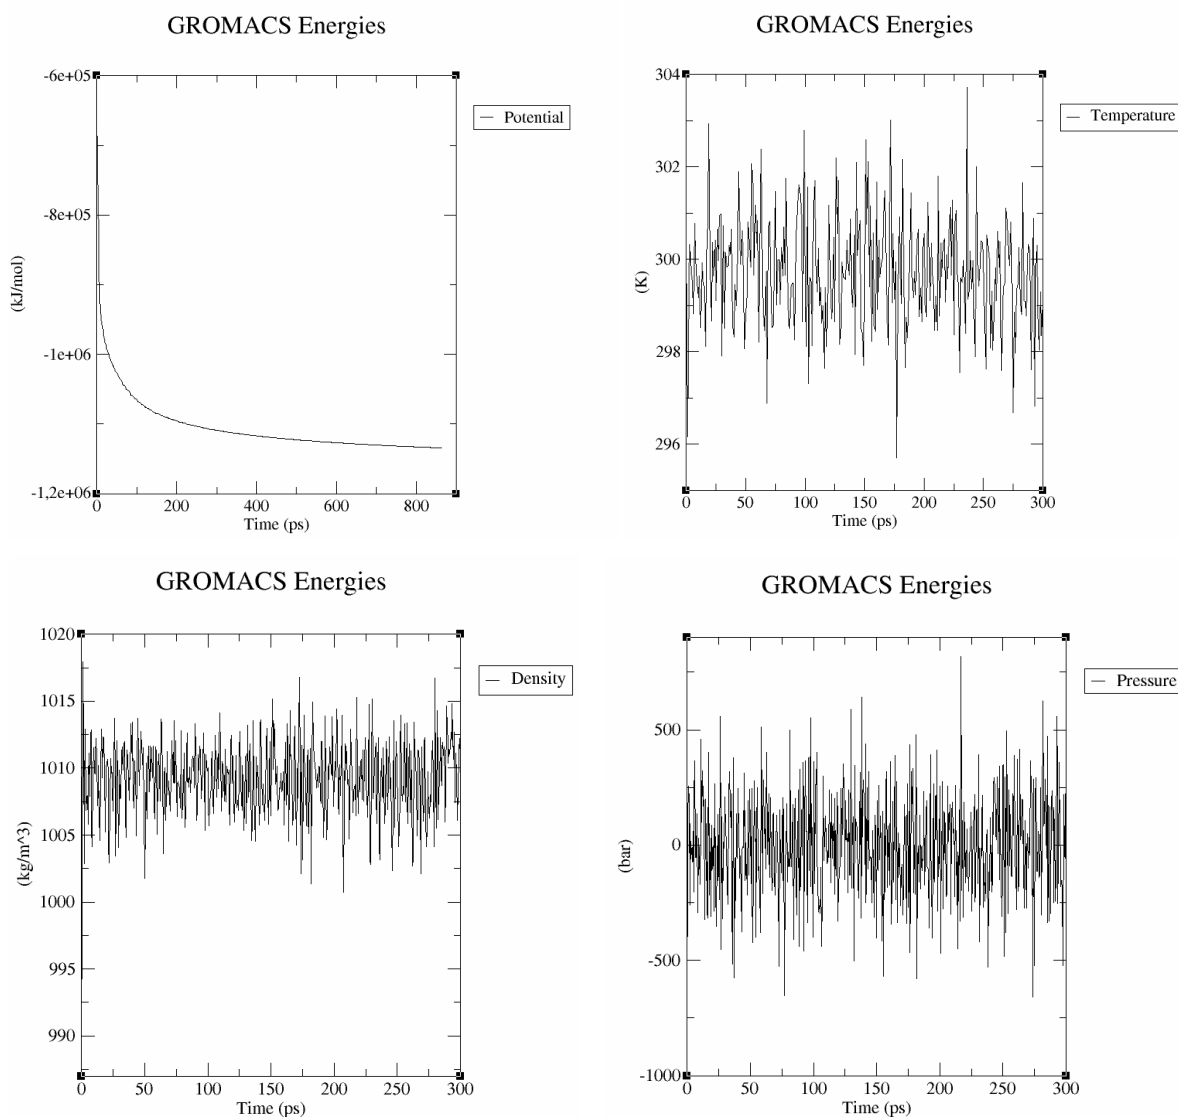 GROMACS Energies
-6e+05
-8e+05
-1e+06
-1,2e+06
(kJ/mol)
0 200 400 600 800
Time (ps)
Potential
GROMACS Energies
304
302
300
298
296
(K)
0 50 100 150 200 250 300
Time (ps)
Temperature
GROMACS Energies
1020
1015
1010
1005
1000
995
990
(kg/m^3)
0 50 100 150 200 250 300
Time (ps)
Density
GROMACS Energies
500
0
-500
-1000
(bar)
0 50 100 150 200 250 300
Time (ps)
Pressure